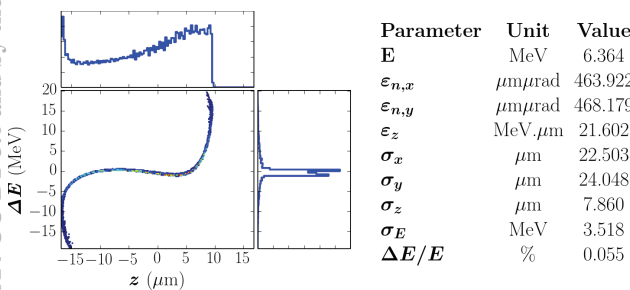 Parameter Unit Value
E MeV 6.364
εn,x μmμrad 463.922
εn,y μmμrad 468.179
εz MeV.μm 21.602
σx μm 22.503
σy μm 24.048
σz μm 7.860
σE MeV 3.518
ΔE/E % 0.055
20
20
15
10
5
0
−5
−10
−15
ΔE (MeV)
−15 −10 −5 0 5 10 15
z (μm)